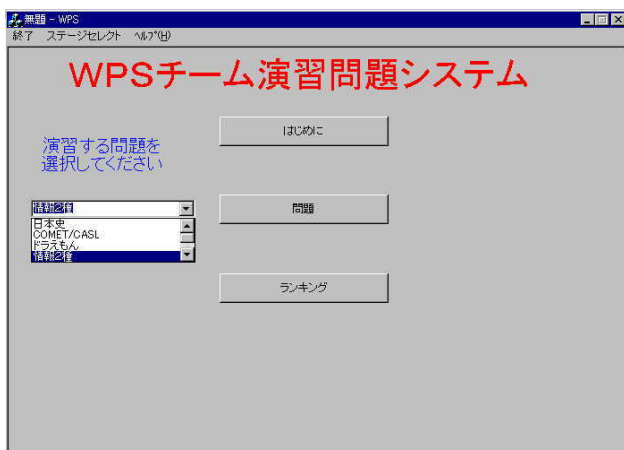 無題 - WPS
終了 ステージセレクト ヘルプ(H)
WPSチーム演習問題システム
はじめに
演習する問題を
選択してください
情報2種
問題
日本史
COMET/CASL
ドラえもん
情報2種
ランキング